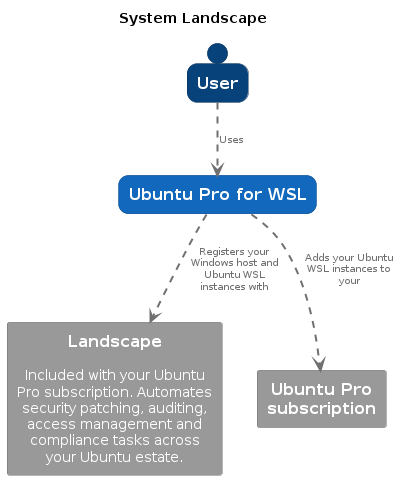 System Landscape
User
Uses
Ubuntu Pro for WSL
Registers your
Windows host and
Ubuntu WSL
instances with
Adds your Ubuntu
WSL instances to
your
Landscape
Included with your Ubuntu
Pro subscription. Automates
security patching, auditing,
access management and
compliance tasks across
your Ubuntu estate.
Ubuntu Pro
subscription